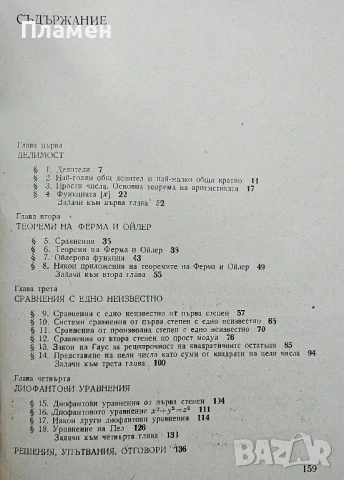 Пламен
СЪДЪРЖАНИЕ
Глава първа
ДЕЛИМОСТ
§ 1. Делители 7
§ 2. Най-голям общ делител и най-малко общо кратно 11
§ 3. Прости числа. Основна теорема на аритметиката 17
§ 4. Функцията [x] 22
Задачи към първа глава 32
Глава втора
ТЕОРЕМИ НА ФЕРМА И ОЙЛЕР
§ 5. Сравнения 35
§ 6. Теореми на Ферма и Ойлер 38
§ 7. Ойлерова функция 43
§ 8. Някои приложения на теоремите на Ферма и Ойлер 49
Задачи към втора глава 55
Глава трета
СРАВНЕНИЯ С ЕДНО НЕИЗВЕСТНО
§ 9. Сравнения с едно неизвестно от първа степен 57
§ 10. Системи сравнения от първа степен с едно неизвестно 65
§ 11. Сравнения от произволна степен с едно неизвестно 70
§ 12. Сравнения от втора степен по прост модул 76
§ 13. Закон на Гаус за реципрочност на квадратичните остатъци 85
§ 14. Представяне на цели числа като суми от квадрати на цели числа 94
Задачи към трета глава 100
Глава четвърта
ДИОФАНТОВИ УРАВНЕНИЯ
§ 15. Диофантови уравнения от първа степен 104
§ 16. Диофантовото уравнение x²+y²=z² 111
§ 17. Някои други диофантови уравнения 114
§ 18. Уравнение на Пел 126
Задачи към четвърта глава 133
РЕШЕНИЯ, УПЪТВАНИЯ, ОТГОВОРИ 136
159
BAZAR